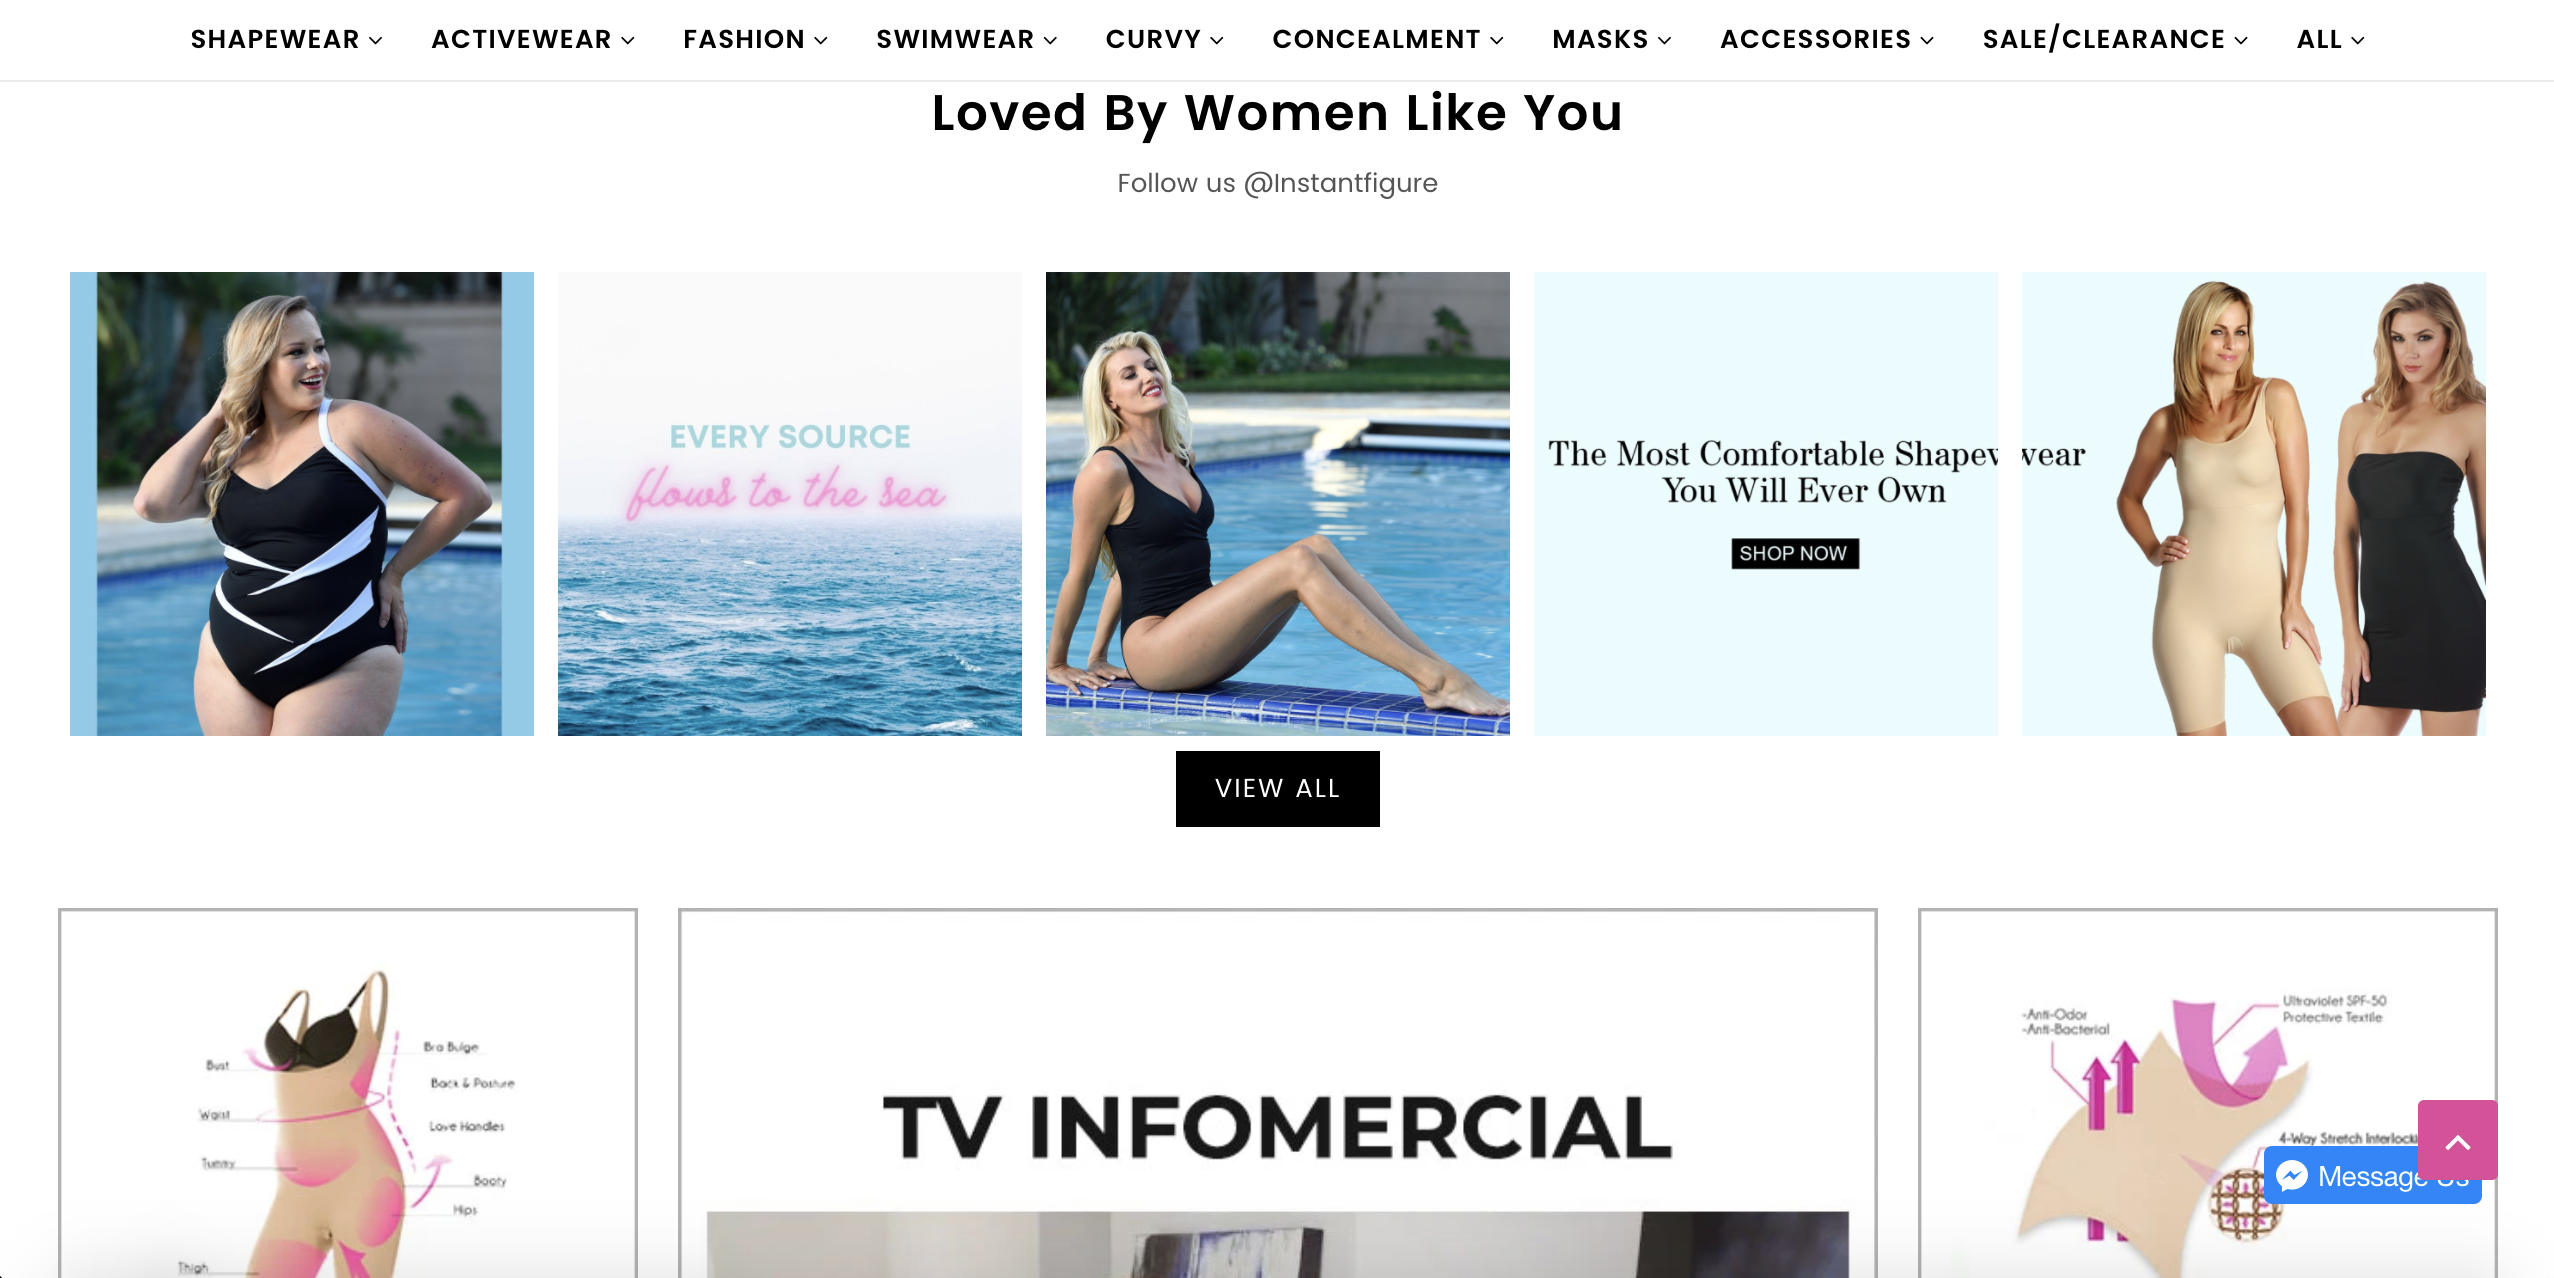 SHAPEWEAR ACTIVEWEAR FASHION SWIMWEAR CURVY CONCEALMENT MASKS ACCESSORIES SALE/CLEARANCE ALL
Loved By Women Like You
Follow us @Instantfigure
EVERY SOURCE
flows to the sea
The Most Comfortable Shapew
You Will Ever Own
SHOP NOW
wear
VIEW ALL
Bust
Bra Bulge
Back & Posture
Waist
Love Handles
Tummy
Booty
Hips
Thigh
TV INFOMERCIAL
Ultraviolet SPF-50
Protective Textile
-Anti-Odor
-Anti-Bacterial
4-Way Stretch
Message Us